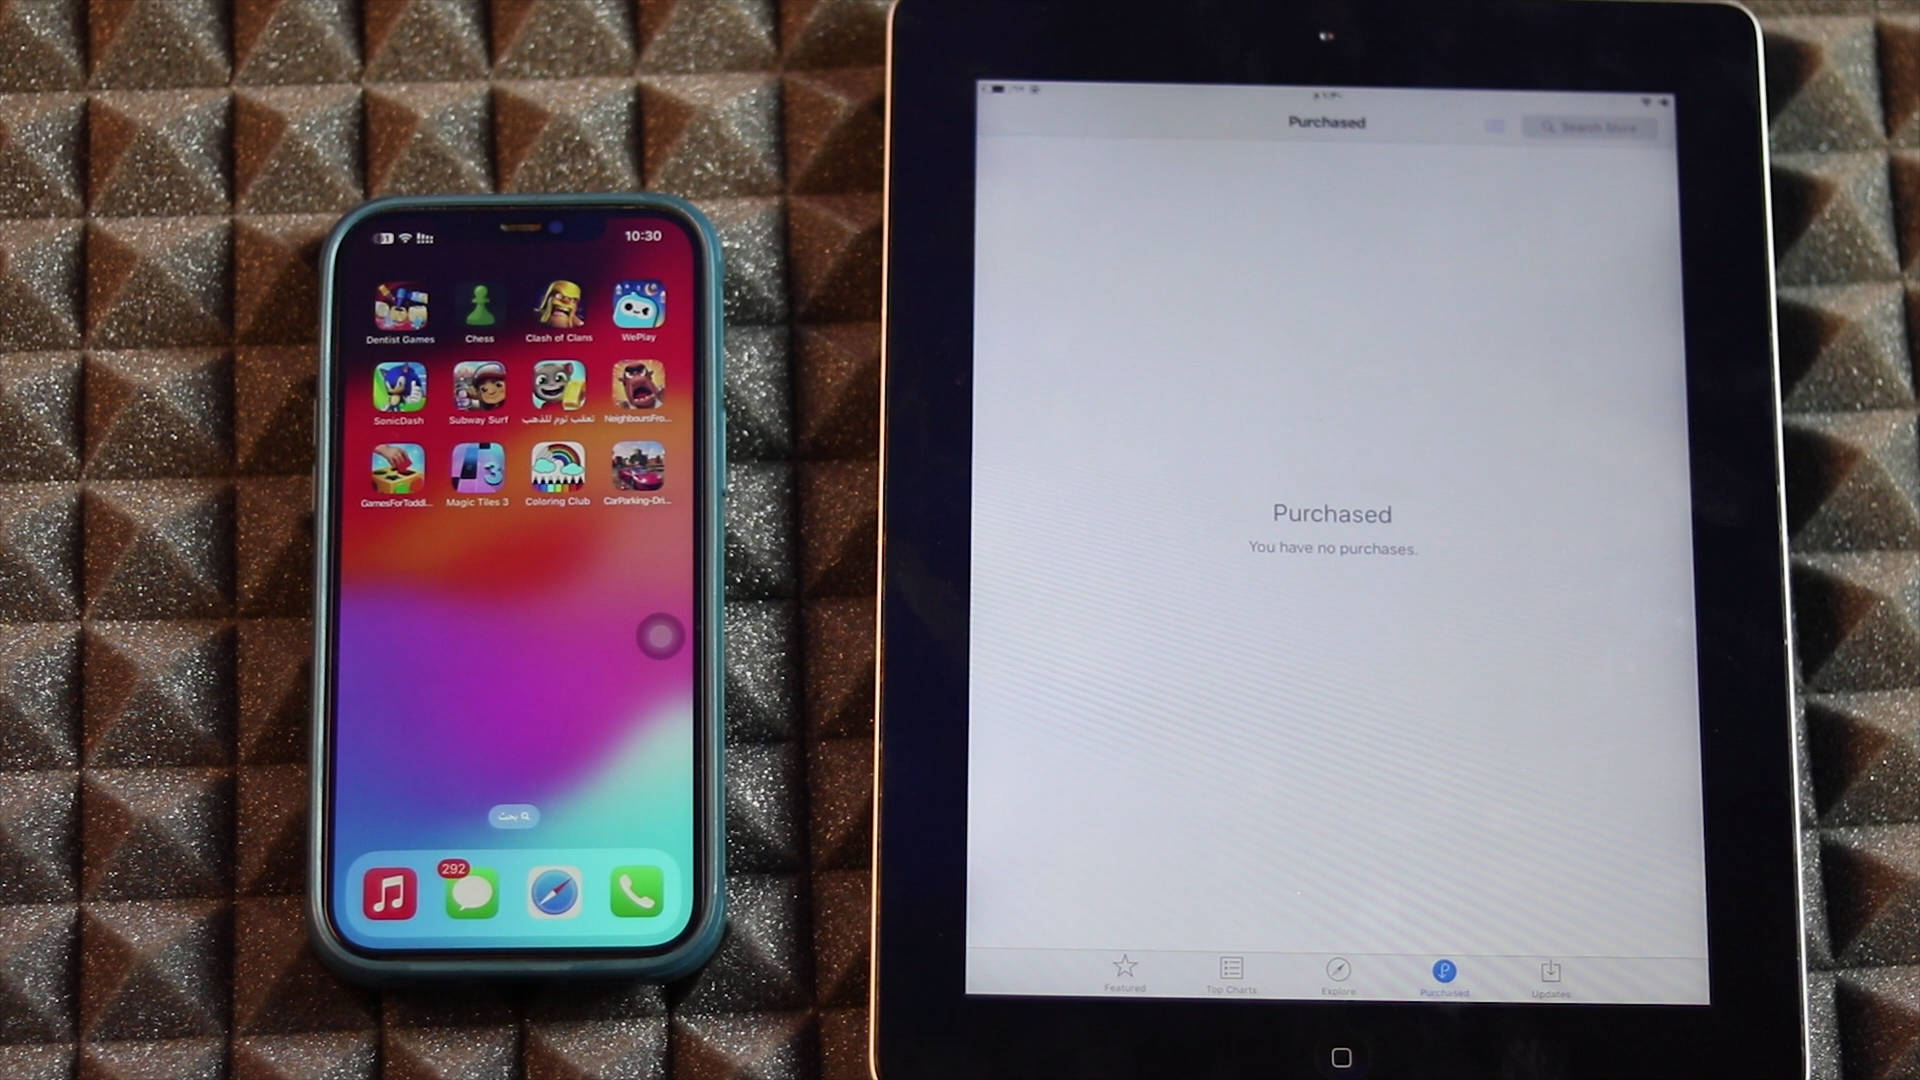 10:30
Dentist Games
Chess
Clash of Clans
WePlay
SonicDash
Subway Surf
تعقب توم للذهب
NeighboursFro...
GamesForToddl...
Magic Tiles 3
Coloring Club
CarParking-Dri...
بحث
292
Purchased
Search Store
Purchased
You have no purchases.
Featured
Top Charts
Explore
Purchased
Updates